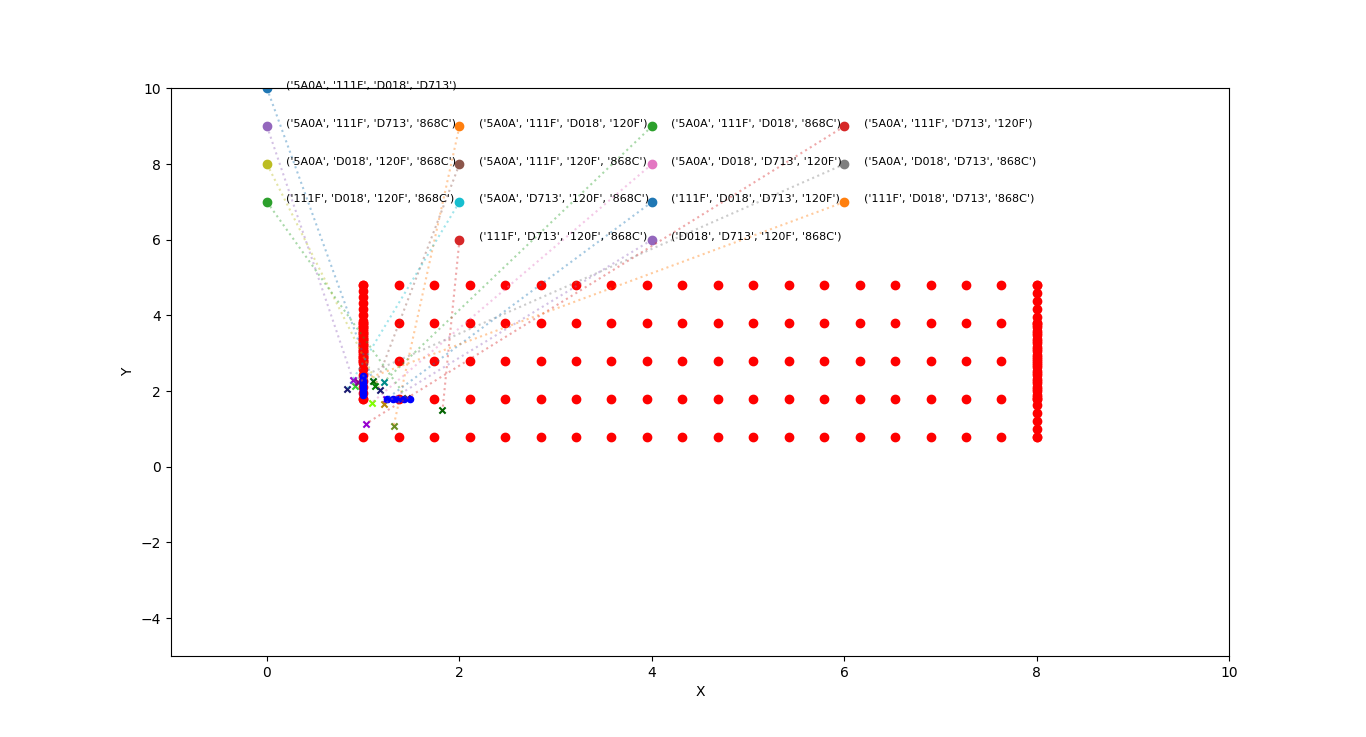 10
('5A0A', '111F', 'D018', 'D713')
('5A0A', '111F', 'D713', '868C') ('5A0A', '111F', 'D018', '120F') ('5A0A', '111F', 'D018', '868C') ('5A0A', '111F', 'D713', '120F')
8
('5A0A', 'D018', '120F', '868C') ('5A0A', '111F', '120F', '868C') ('5A0A', 'D018', 'D713', '120F') ('5A0A', 'D018', 'D713', '868C')
('111F', 'D018', '120F', '868C') ('5A0A', 'D713', '120F', '868C') ('111F', 'D018', 'D713', '120F') ('111F', 'D018', 'D713', '868C')
6
('111F', 'D713', '120F', '868C') ('D018', 'D713', '120F', '868C')
4
Y
2
0
−2
−4
0 2 4 6 8 10
X